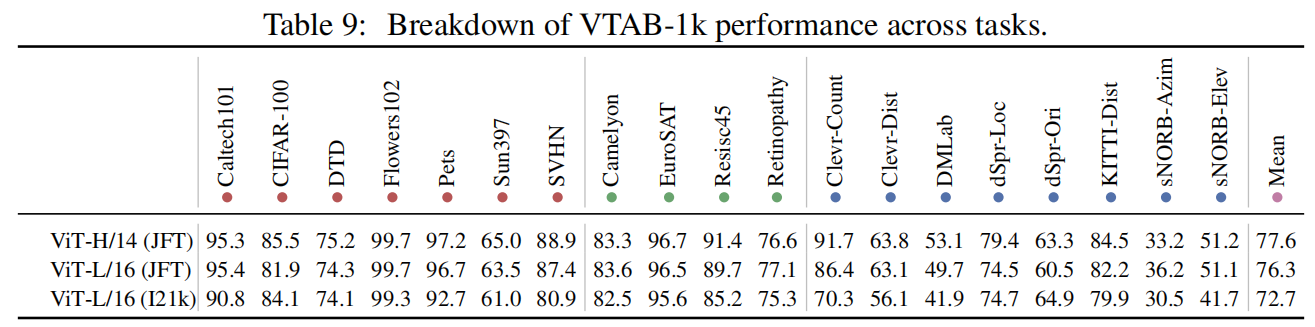 Table 9: Breakdown of VTAB-1k performance across tasks.
Caltech101 CIFAR-100 DTD Flowers102 Pets Sun397 SVHN Camelyon EuroSAT Resisc45 Retinopathy Clevr-Count Clevr-Dist DMLab dSpr-Loc dSpr-Ori KITTI-Dist sNORB-Azim sNORB-Elev Mean
ViT-H/14 (JFT) 95.3 85.5 75.2 99.7 97.2 65.0 88.9 83.3 96.7 91.4 76.6 91.7 63.8 53.1 79.4 63.3 84.5 33.2 51.2 77.6
ViT-L/16 (JFT) 95.4 81.9 74.3 99.7 96.7 63.5 87.4 83.6 96.5 89.7 77.1 86.4 63.1 49.7 74.5 60.5 82.2 36.2 51.1 76.3
ViT-L/16 (I21k) 90.8 84.1 74.1 99.3 92.7 61.0 80.9 82.5 95.6 85.2 75.3 70.3 56.1 41.9 74.7 64.9 79.9 30.5 41.7 72.7